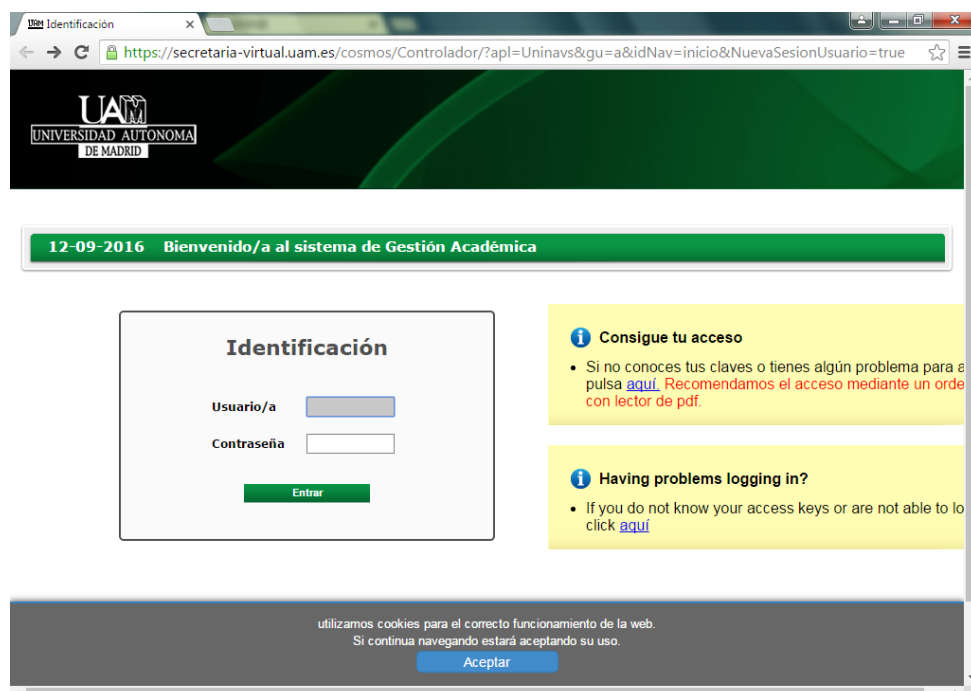 UAM Identificación
https://secretaria-virtual.uam.es/cosmos/Controlador/?apl=Uninavs&gu=a&idNav=inicio&NuevaSesionUsuario=true
UAM
UNIVERSIDAD AUTONOMA
DE MADRID
12-09-2016 Bienvenido/a al sistema de Gestión Académica
Identificación
Usuario/a
Contraseña
Entrar
Consigue tu acceso
Si no conoces tus claves o tienes algún problema para a
pulsa aquí. Recomendamos el acceso mediante un orde
con lector de pdf.
Having problems logging in?
If you do not know your access keys or are not able to lo
click aquí
utilizamos cookies para el correcto funcionamiento de la web.
Si continua navegando estará aceptando su uso.
Aceptar